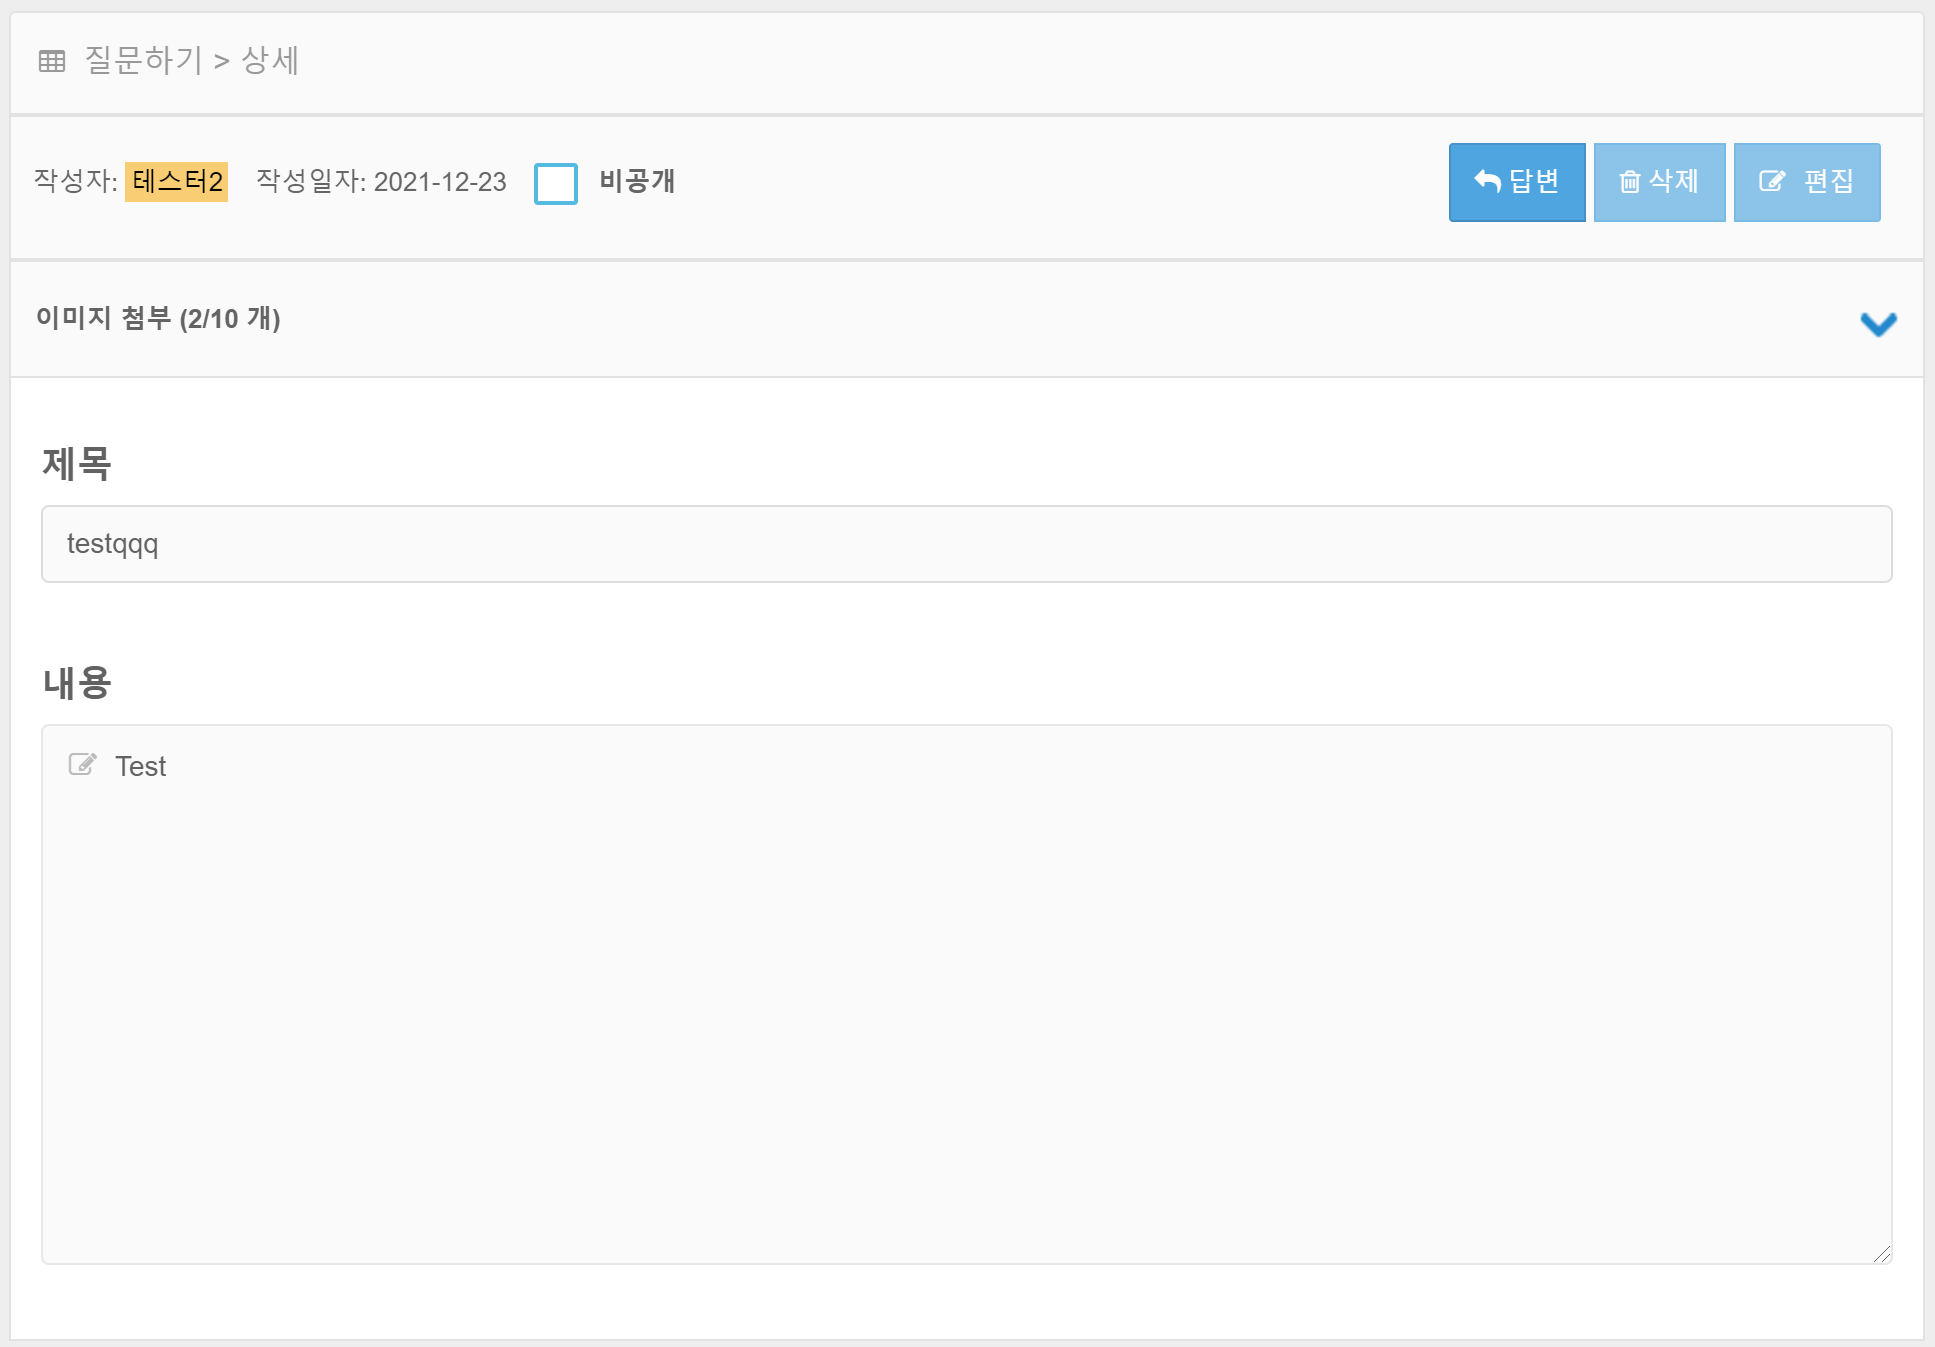 질문하기 > 상세
작성자: 테스터2 작성일자: 2021-12-23 비공개 답변 삭제 편집
이미지 첨부 (2/10 개)
제목
testqqq
내용
Test